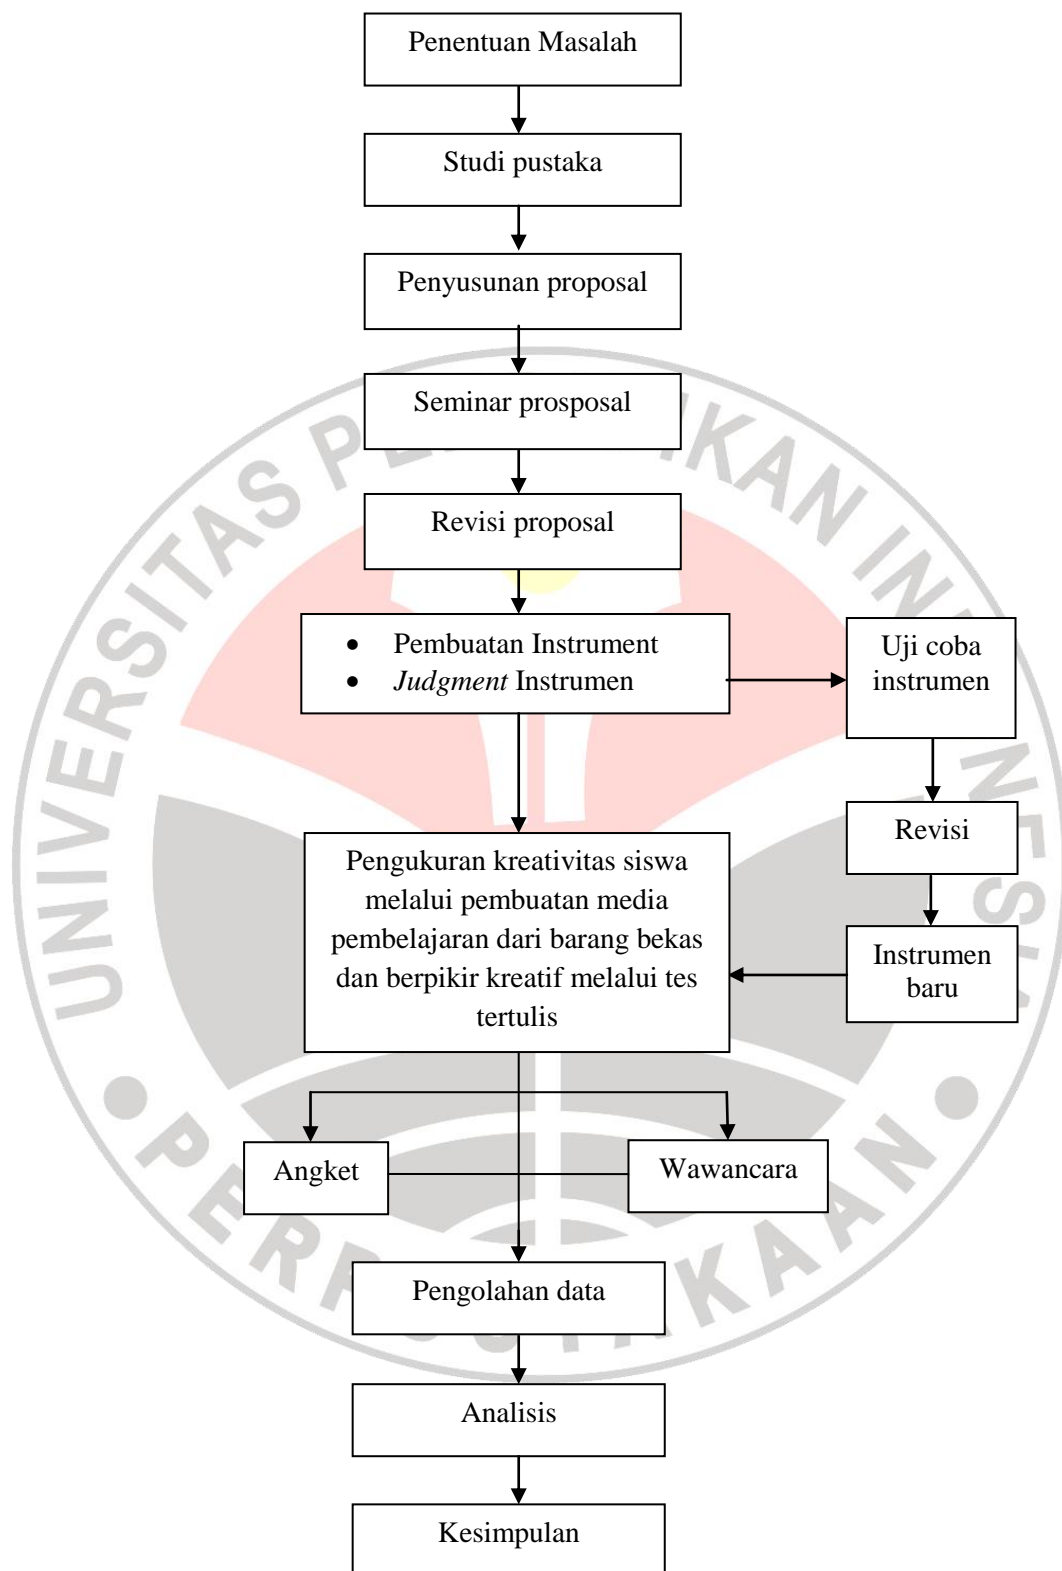 Penentuan Masalah
Studi pustaka
Penyusunan proposal
Seminar prosposal
Revisi proposal
• Pembuatan Instrument
• Judgment Instrumen
Uji coba
instrumen
Revisi
Instrumen
baru
Pengukuran kreativitas siswa
melalui pembuatan media
pembelajaran dari barang bekas
dan berpikir kreatif melalui tes
tertulis
Angket
Wawancara
Pengolahan data
Analisis
Kesimpulan
UNIVERSITAS